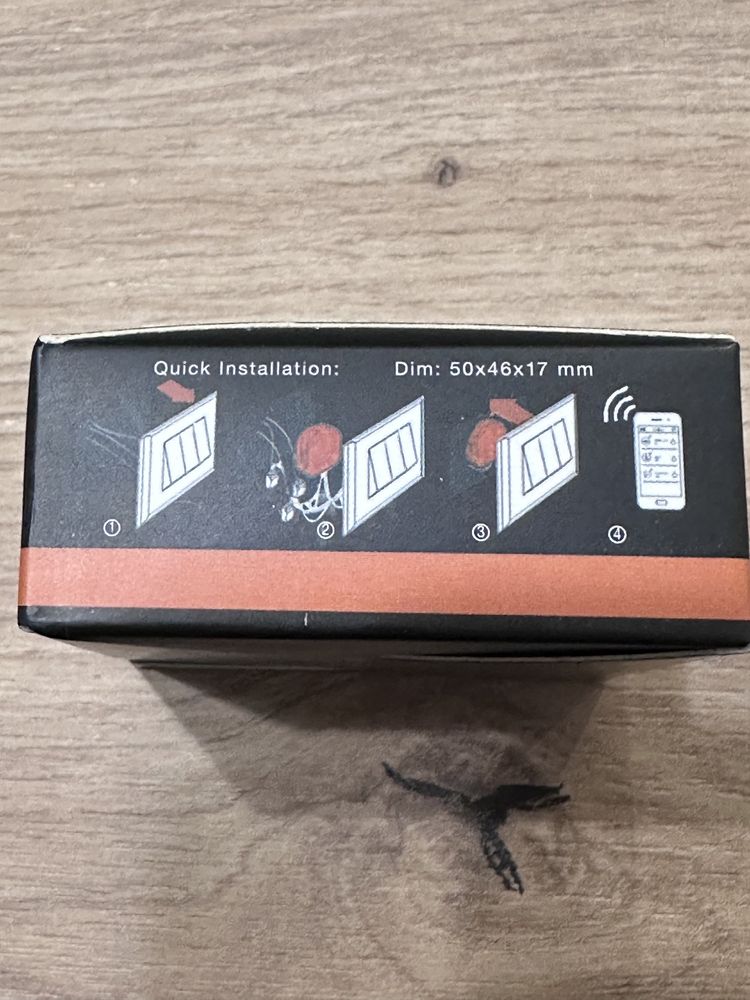 Quick Installation: Dim: 50x46x17 mm
① ② ③ ④